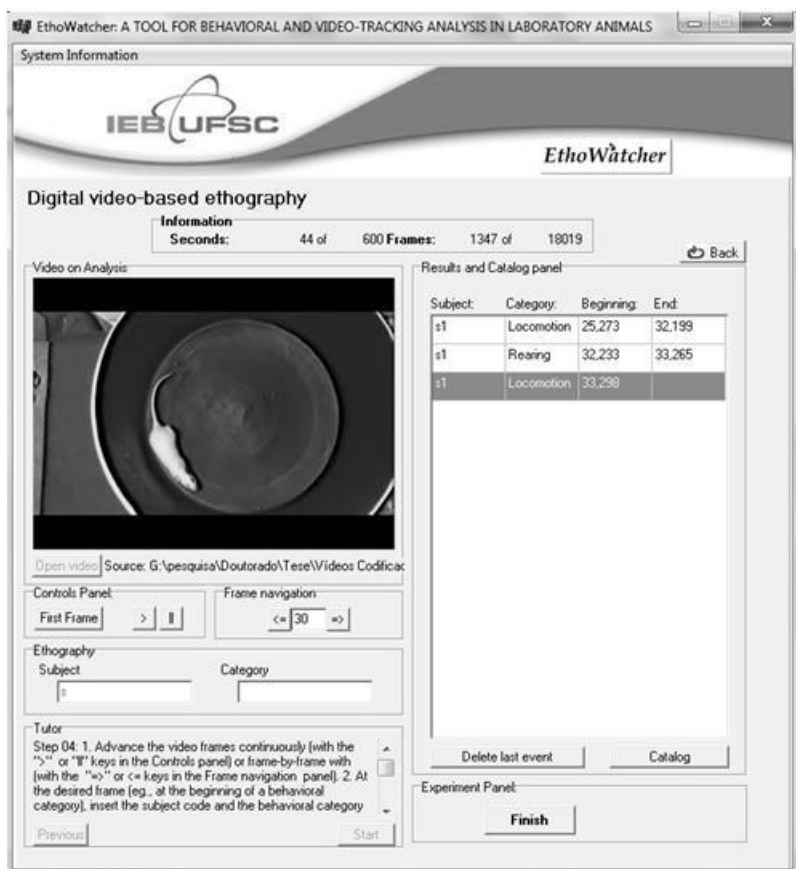 EthoWatcher: A TOOL FOR BEHAVIORAL AND VIDEO-TRACKING ANALYSIS IN LABORATORY ANIMALS
System Information
IEB UFSC
EthoWatcher
Digital video-based ethography
Information
Seconds: 44 of 600 Frames: 1347 of 18019
Back
Video on Analysis
Open video Source: G:\pesquisa\Doutorado\Tese\Vídeos Codificac
Controls Panel:
First Frame > ||
Frame navigation
<= 30 =>
Ethography
Subject Category
s
Tutor
Step 04: 1. Advance the video frames continuously (with the
">" or "||" keys in the Controls panel) or frame-by-frame with
(with the "=>" or <= keys in the Frame navigation panel). 2. At
the desired frame (eg., at the beginning of a behavioral
category), insert the subject code and the behavioral category
Previous Start
Results and Catalog panel
Subject: Category: Beginning: End:
s1 Locomotion 25,273 32,199
s1 Rearing 32,233 33,265
s1 Locomotion 33,298
Delete last event Catalog
Experiment Panel:
Finish